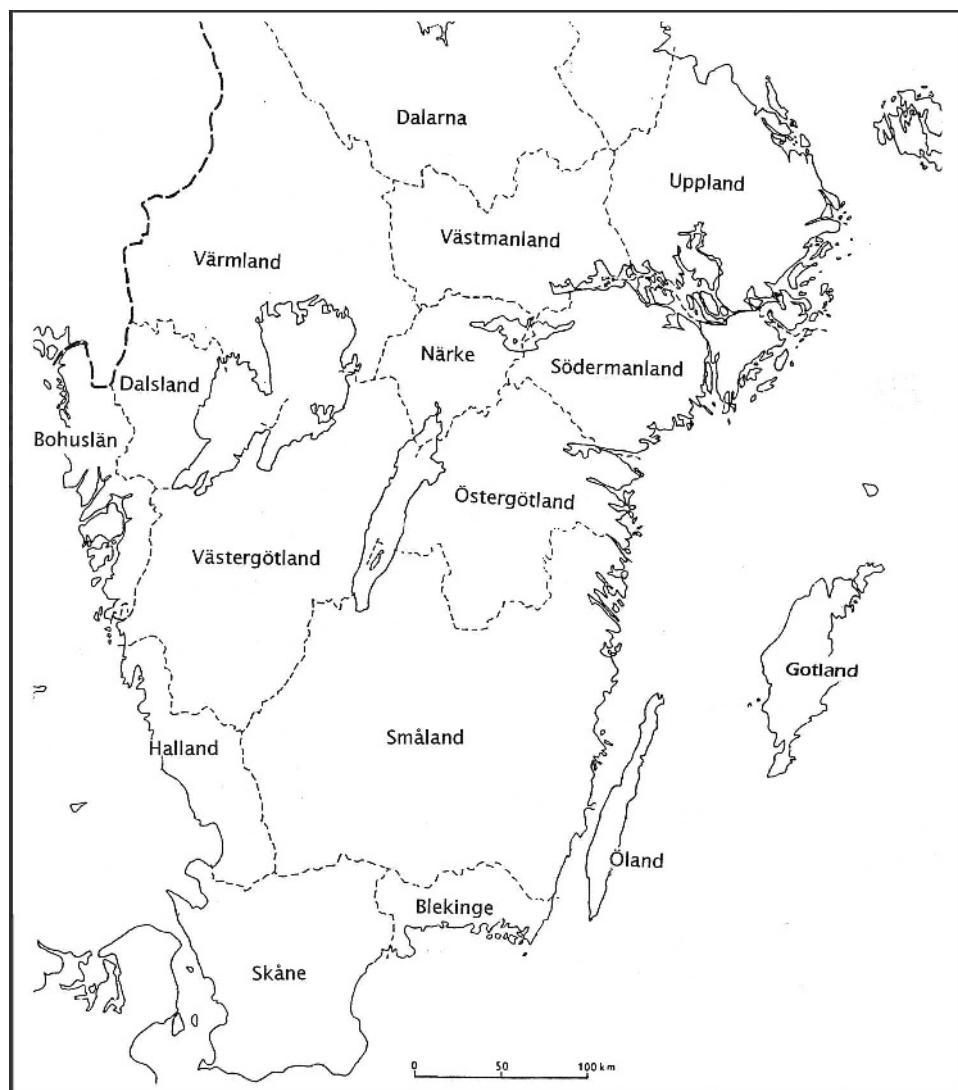 Dalarna
Uppland
Västmanland
Värmland
Närke
Södermanland
Dalsland
Bohuslän
Östergötland
Västergötland
Gotland
Småland
Halland
Öland
Blekinge
Skåne
0 50 100 km